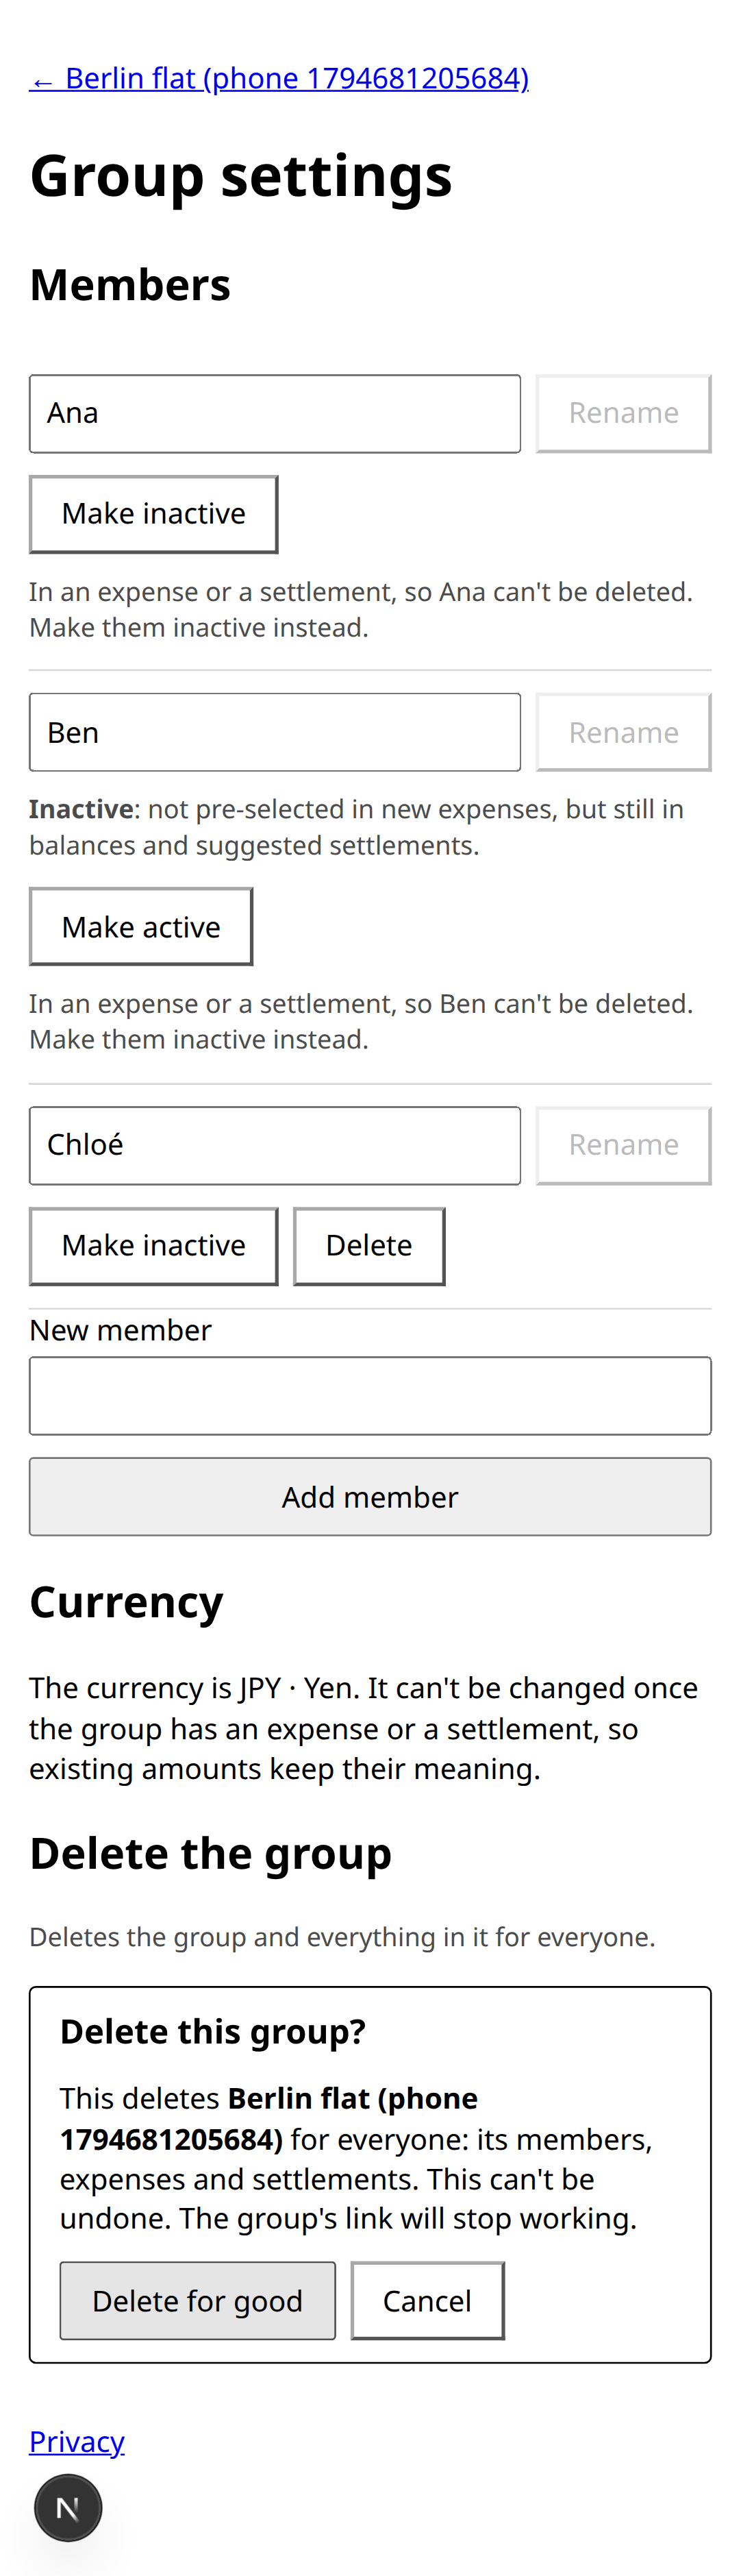 ← Berlin flat (phone 1794681205684)
Group settings
Members
Ana
Rename
Make inactive
In an expense or a settlement, so Ana can't be deleted.
Make them inactive instead.
Ben
Rename
Inactive: not pre-selected in new expenses, but still in
balances and suggested settlements.
Make active
In an expense or a settlement, so Ben can't be deleted.
Make them inactive instead.
Chloé
Rename
Make inactive
Delete
New member
Add member
Currency
The currency is JPY · Yen. It can't be changed once
the group has an expense or a settlement, so
existing amounts keep their meaning.
Delete the group
Deletes the group and everything in it for everyone.
Delete this group?
This deletes Berlin flat (phone
1794681205684) for everyone: its members,
expenses and settlements. This can't be
undone. The group's link will stop working.
Delete for good
Cancel
Privacy
N